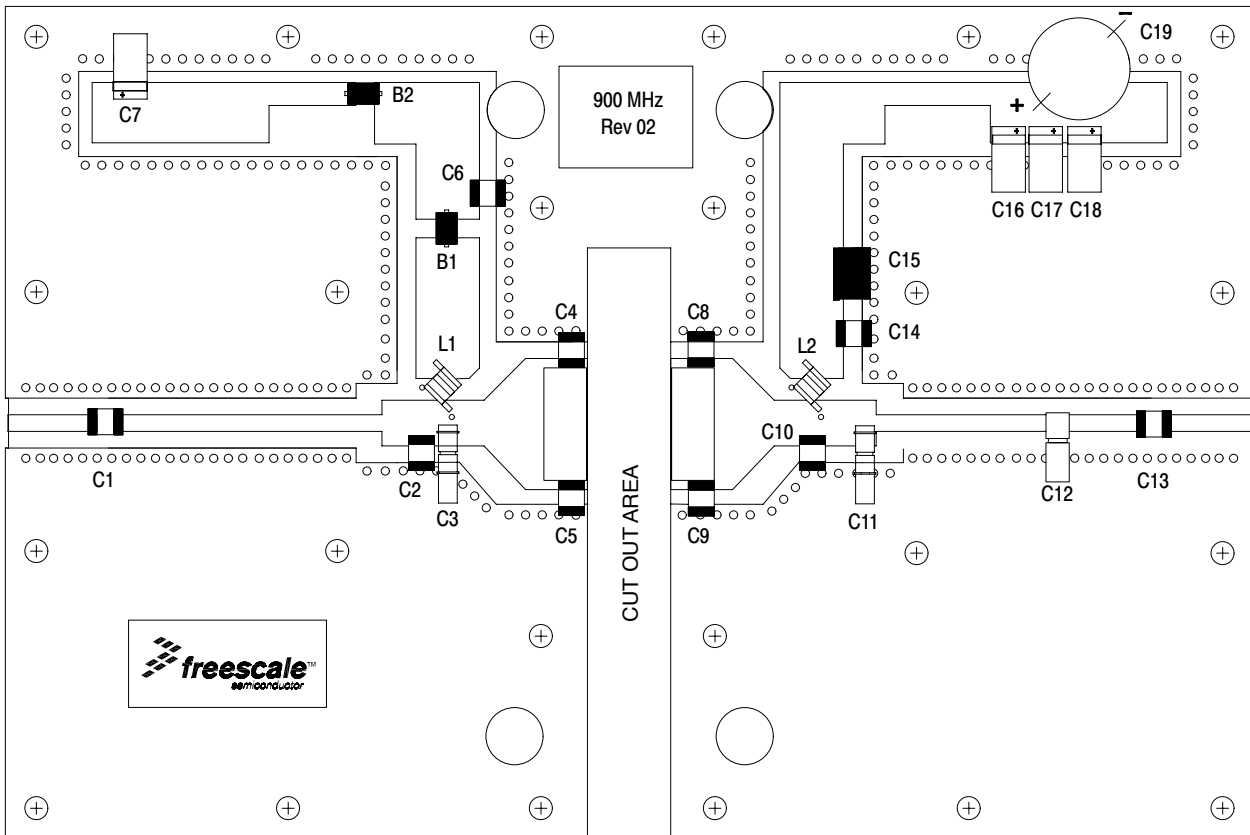 C19
C7
B2
900 MHz
Rev 02
+
−
C6
C16 C17 C18
B1
C15
C4
C8
C14
L1
L2
C1
C2
C3
C10
C11
C12
C13
C5
C9
CUT OUT AREA
freescale™
semiconductor